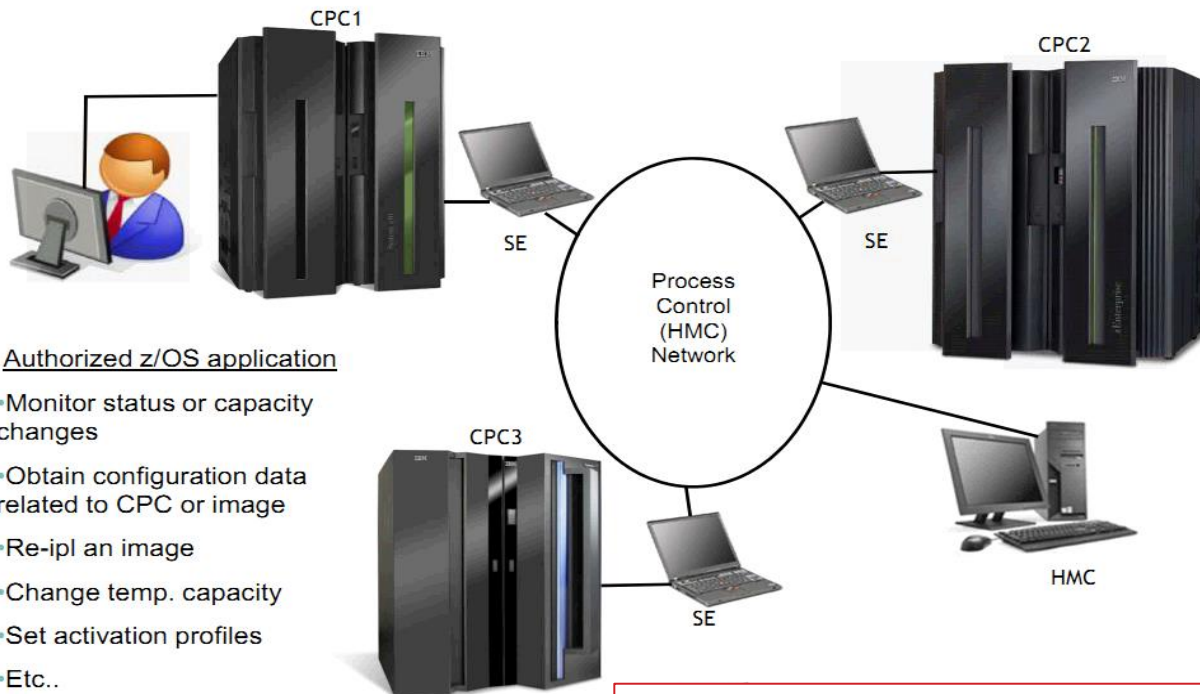 CPC1
CPC2
SE
SE
Process
Control
(HMC)
Network
Authorized z/OS application
•Monitor status or capacity
changes
•Obtain configuration data
related to CPC or image
•Re-ipl an image
•Change temp. capacity
•Set activation profiles
•Etc..
CPC3
SE
HMC
IBM